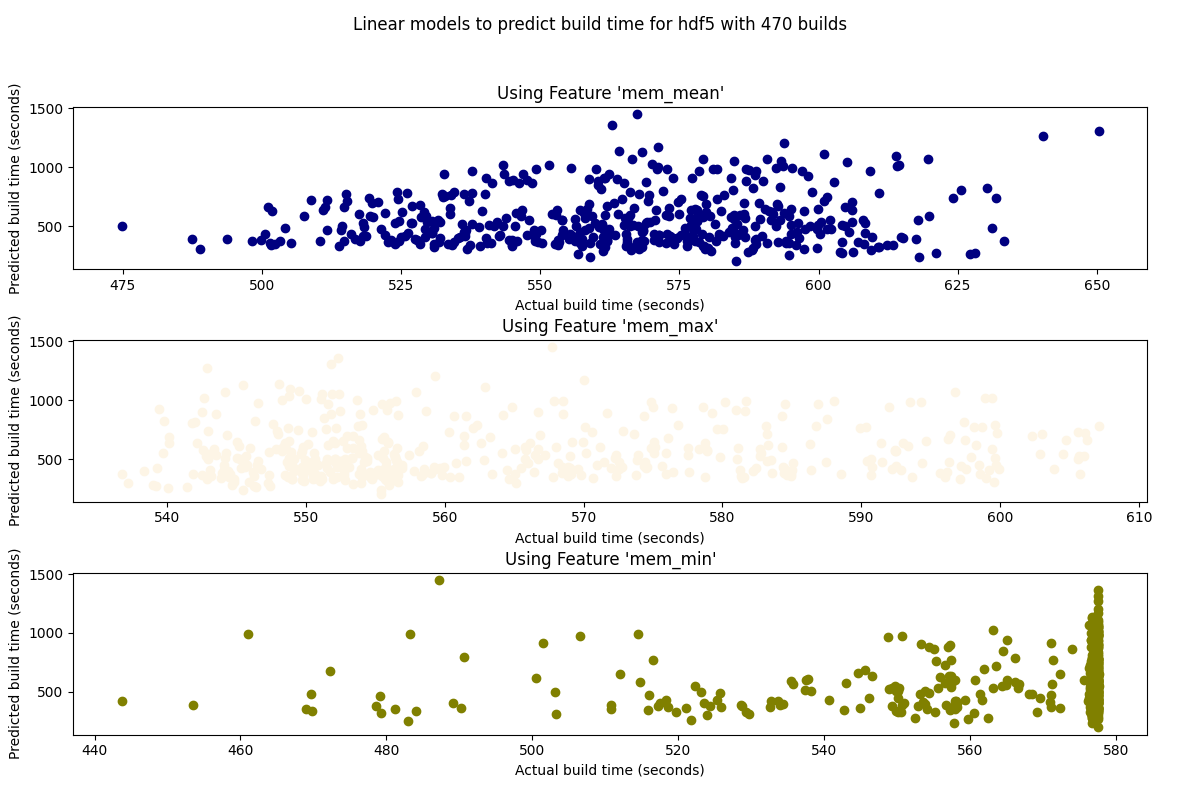 Linear models to predict build time for hdf5 with 470 builds
Using Feature 'mem_mean'
Predicted build time (seconds)
1500
1000
500
475 500 525 550 575 600 625 650
Actual build time (seconds)
Using Feature 'mem_max'
Predicted build time (seconds)
1500
1000
500
540 550 560 570 580 590 600 610
Actual build time (seconds)
Using Feature 'mem_min'
Predicted build time (seconds)
1500
1000
500
440 460 480 500 520 540 560 580
Actual build time (seconds)